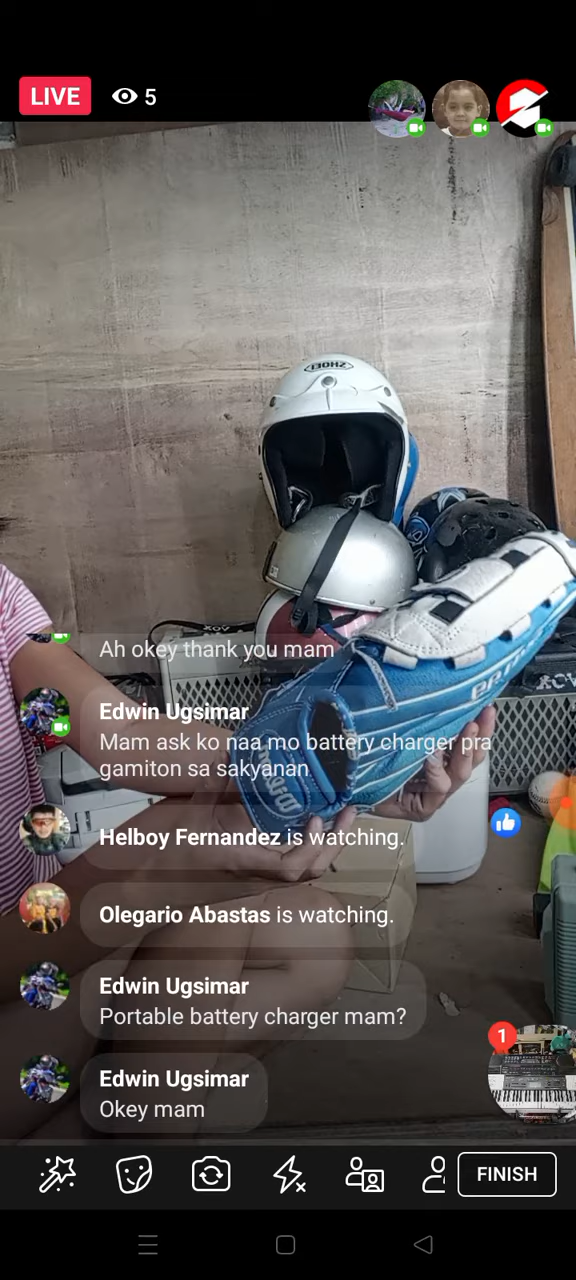 LIVE
5
SHOEI
XOV
Ah okey thank you mam
Edwin Ugsimar
Mam ask ko naa mo battery charger pra
gamiton sa sakyanan
Helboy Fernandez is watching.
Olegario Abastas is watching.
Edwin Ugsimar
Portable battery charger mam?
1
Edwin Ugsimar
Okey mam
FINISH